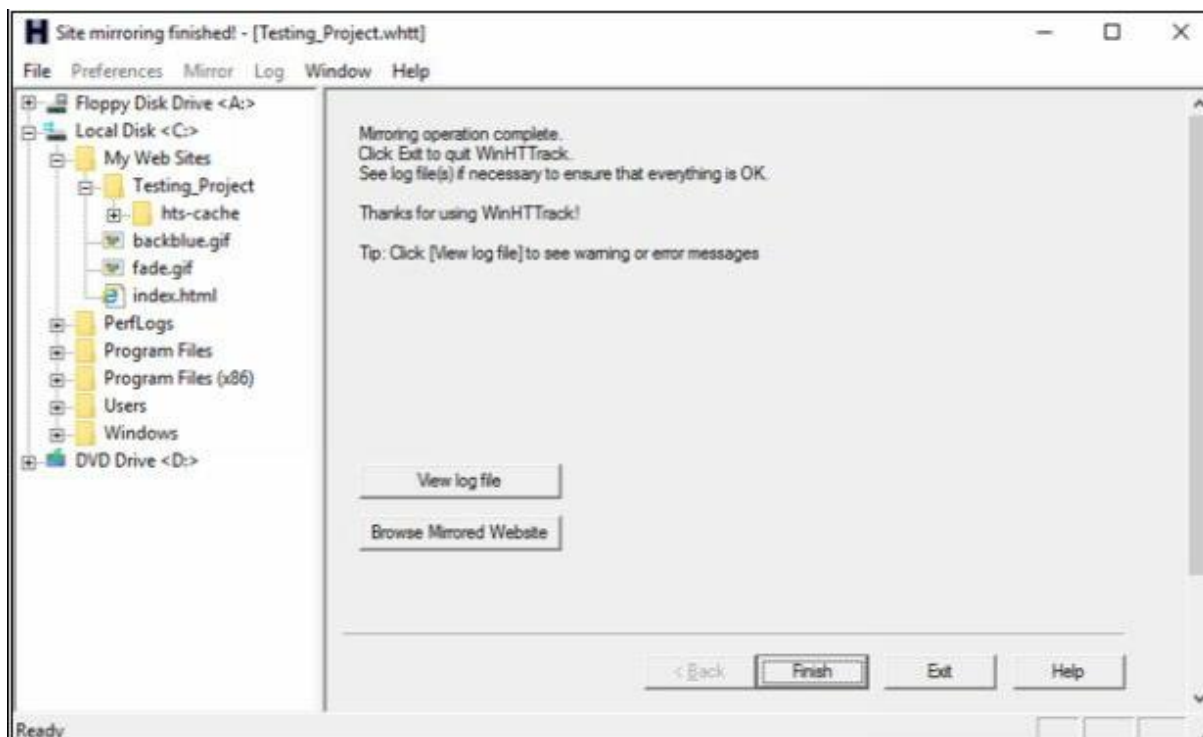 Site mirroring finished! - [Testing_Project.whtt]
File Preferences Mirror Log Window Help
Floppy Disk Drive <A:>
Local Disk <C:>
My Web Sites
Testing_Project
hts-cache
backblue.gif
fade.gif
index.html
PerfLogs
Program Files
Program Files (x86)
Users
Windows
DVD Drive <D:>
Mirroring operation complete.
Click Exit to quit WinHTTrack.
See log file(s) if necessary to ensure that everything is OK.
Thanks for using WinHTTrack!
Tip: Click [View log file] to see warning or error messages
View log file
Browse Mirrored Website
< Back Finish Exit Help
Ready